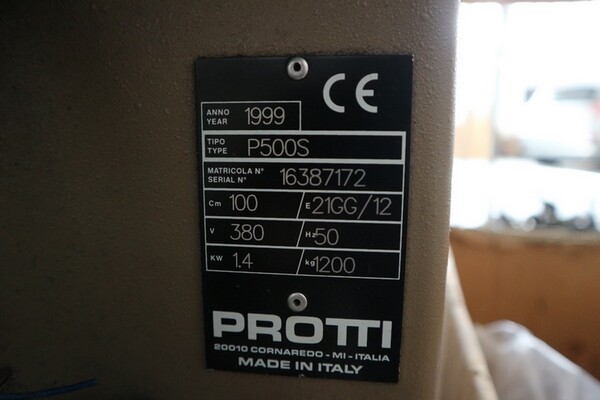 CE
ANNO
YEAR 1999
TIPO
TYPE P500S
MATRICOLA N°
SERIAL N° 16387172
Cm 100 / E 21GG/12
V 380 / Hz 50
KW 1.4 / kg 1200
PROTTI
20010 CORNAREDO - MI - ITALIA
MADE IN ITALY